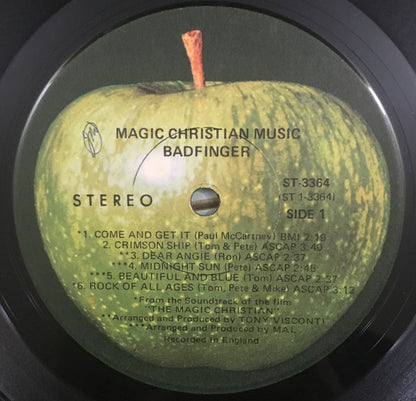 MAGIC CHRISTIAN MUSIC
BADFINGER
STEREO
ST-3364
(ST 1-3364)
SIDE 1
*1. COME AND GET IT (Paul McCartney) BMI 2:19
2. CRIMSON SHIP (Tom & Pete) ASCAP 3:40
**3. DEAR ANGIE (Ron) ASCAP 2:37
***4. MIDNIGHT SUN (Pete) ASCAP 2:45
***5. BEAUTIFUL AND BLUE (Tom) ASCAP 2:37
*6. ROCK OF ALL AGES (Tom, Pete & Mike) ASCAP 3:12
*From the Soundtrack of the film
"THE MAGIC CHRISTIAN"
**Arranged and Produced by TONY VISCONTI
***Arranged and Produced by MAL
Recorded in England